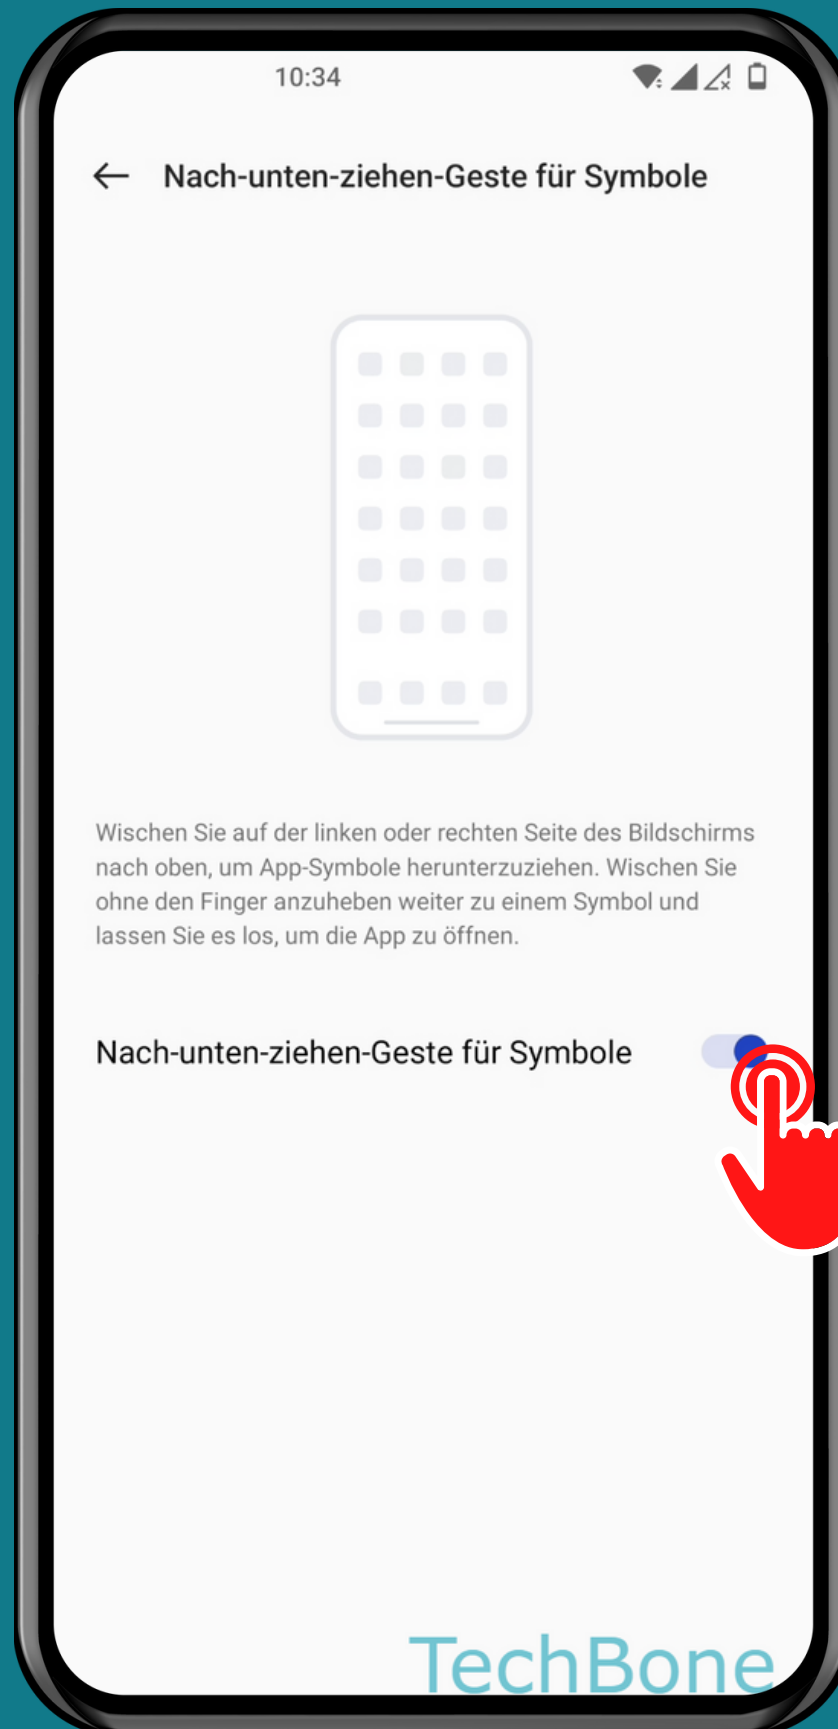 10:34
Nach-unten-ziehen-Geste für Symbole
Wischen Sie auf der linken oder rechten Seite des Bildschirms
nach oben, um App-Symbole herunterzuziehen. Wischen Sie
ohne den Finger anzuheben weiter zu einem Symbol und
lassen Sie es los, um die App zu öffnen.
Nach-unten-ziehen-Geste für Symbole
TechBone